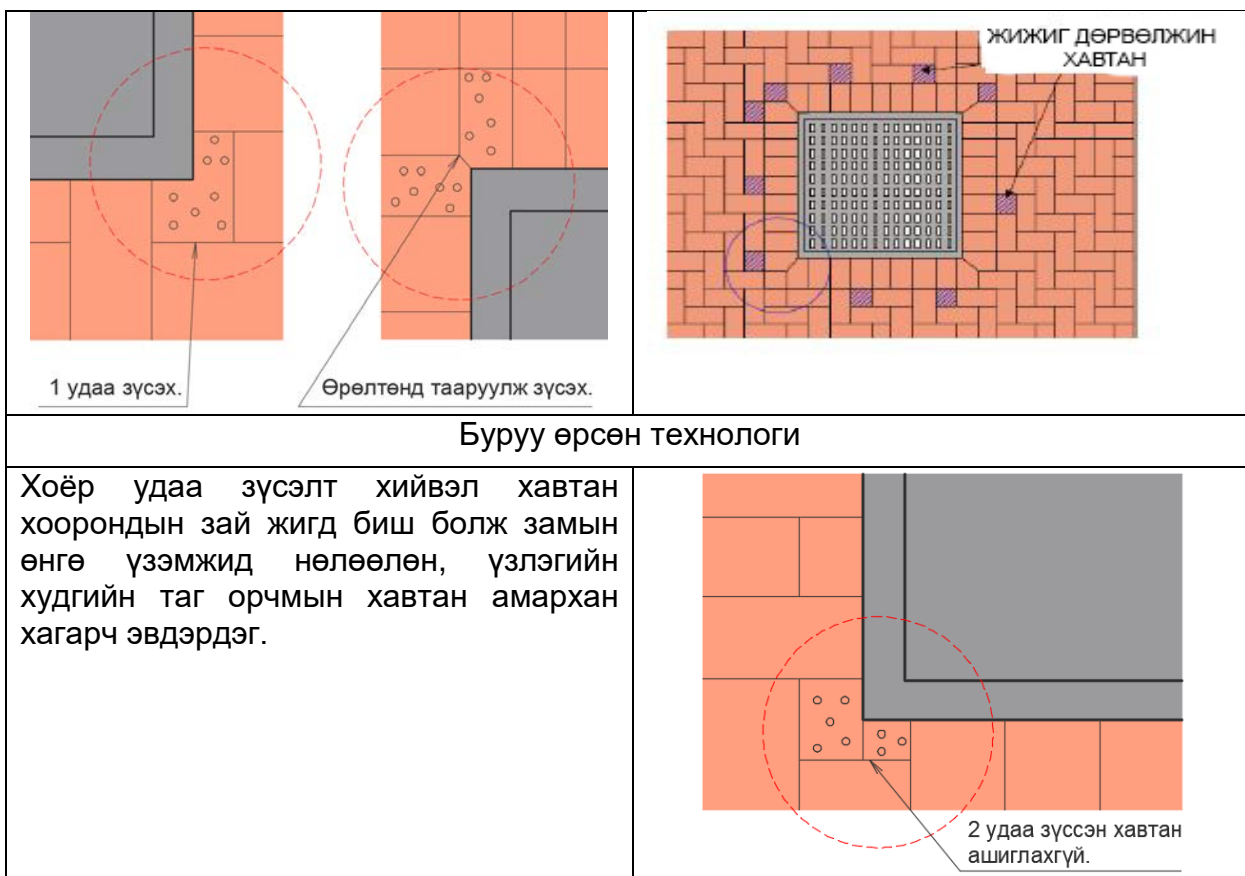 1 удаа зүсэх.
Өрөлтөнд тааруулж зүсэх.
ЖИЖИГ ДӨРВӨЛЖИН
ХАВТАН
Буруу өрсөн технологи
Хоёр удаа зүсэлт хийвэл хавтан
хоорондын зай жигд биш болж замын
өнгө үзэмжид нөлөөлөн, үзлэгийн
худгийн таг орчмын хавтан амархан
хагарч эвдэрдэг.
2 удаа зүссэн хавтан
ашиглахгүй.